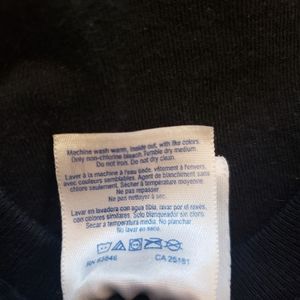 Machine wash warm, inside out, with like colors.
Only non-chlorine bleach. Tumble dry medium.
Do not iron. Do not dry clean.
Laver à la machine à l'eau tiède, vêtement à l'envers,
avec couleurs semblables. Agent de blanchiment sans
chlore seulement. Sécher à température moyenne.
Ne pas repasser.
Ne pas nettoyer à sec.
Lavar en lavadora con agua tibia, lavar por el revés,
con colores similares. Solo blanqueador sin cloro.
Secar a temperatura media. No planchar.
No lavar en seco.
CA 25181